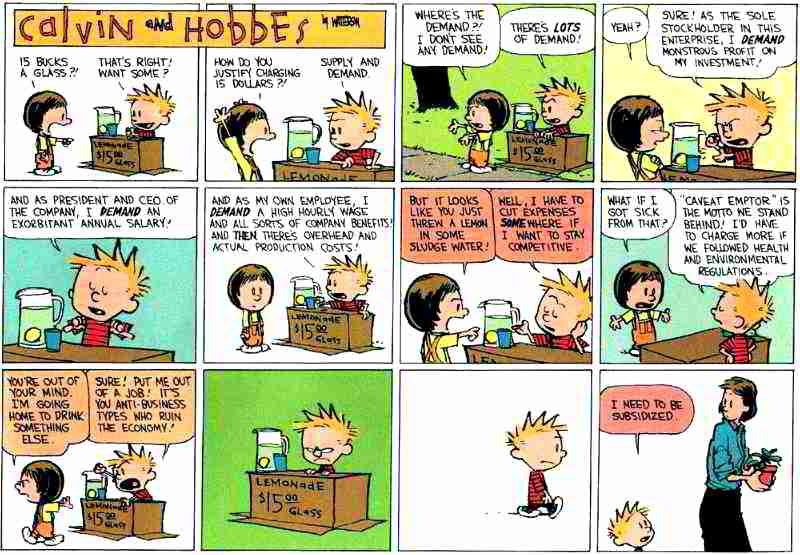 Calvin and Hobbes by WATTERSON
15 BUCKS
A GLASS?!
THAT'S RIGHT!
WANT SOME?
LEMONADE
$15.00
GLASS
HOW DO YOU
JUSTIFY CHARGING
15 DOLLARS?!
SUPPLY AND
DEMAND.
LEMONADE
WHERE'S THE
DEMAND?!
I DON'T SEE
ANY DEMAND!
THERE'S LOTS
OF DEMAND!
LEMONADE
$15.00
GLASS
YEAH?
SURE! AS THE SOLE
STOCKHOLDER IN THIS
ENTERPRISE, I DEMAND
MONSTROUS PROFIT ON
MY INVESTMENT!
AND AS PRESIDENT AND CEO OF
THE COMPANY, I DEMAND AN
EXORBITANT ANNUAL SALARY!
AND AS MY OWN EMPLOYEE, I
DEMAND A HIGH HOURLY WAGE
AND ALL SORTS OF COMPANY BENEFITS!
AND THEN THERE'S OVERHEAD AND
ACTUAL PRODUCTION COSTS!
LEMONADE
$15.00
GLASS
BUT IT LOOKS
LIKE YOU JUST
THREW A LEMON
IN SOME
SLUDGE WATER!
WELL, I HAVE TO
CUT EXPENSES
SOMEWHERE IF
I WANT TO STAY
COMPETITIVE.
WHAT IF I
GOT SICK
FROM THAT?
"CAVEAT EMPTOR" IS
THE MOTTO WE STAND
BEHIND! I'D HAVE
TO CHARGE MORE IF
WE FOLLOWED HEALTH
AND ENVIRONMENTAL
REGULATIONS.
YOU'RE OUT OF
YOUR MIND.
I'M GOING
HOME TO DRINK
SOMETHING
ELSE.
SURE! PUT ME OUT
OF A JOB! IT'S
YOU ANTI-BUSINESS
TYPES WHO RUIN
THE ECONOMY!
LEMONADE
$15.00
GLASS
LEMONADE
$15.00
GLASS
I NEED TO BE
SUBSIDIZED.